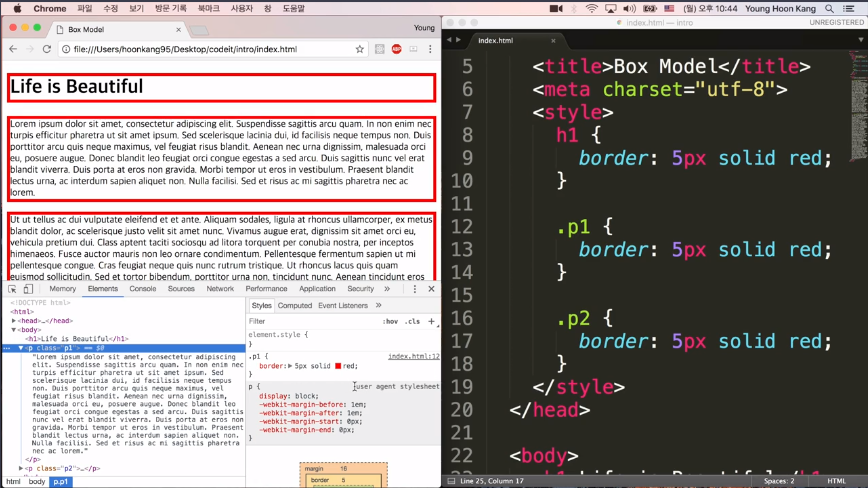 Chrome 파일 수정 보기 방문 기록 북마크 사용자 창 도움말
(월) 오후 10:44 Young Hoon Kang
Box Model
Young
file:///Users/hoonkang95/Desktop/codeit/intro/index.html
Life is Beautiful
Lorem ipsum dolor sit amet, consectetur adipiscing elit. Suspendisse sagittis arcu quam. In non enim nec
turpis efficitur pharetra ut sit amet ipsum. Sed scelerisque lacinia dui, id facilisis neque tempus non. Duis
porttitor arcu quis neque maximus, vel feugiat risus blandit. Aenean nec urna dignissim, malesuada orci
eu, posuere augue. Donec blandit leo feugiat orci congue egestas a sed arcu. Duis sagittis nunc vel erat
blandit viverra. Duis porta at eros non gravida. Morbi tempor ut eros in vestibulum. Praesent blandit
lectus urna, ac interdum sapien aliquet non. Nulla facilisi. Sed et risus ac mi sagittis pharetra nec ac
lorem.
Ut ut tellus ac dui vulputate eleifend et et ante. Aliquam sodales, ligula at rhoncus ullamcorper, ex metus
blandit dolor, ac scelerisque justo velit sit amet nunc. Vivamus augue erat, dignissim sit amet orci eu,
vehicula pretium dui. Class aptent taciti sociosqu ad litora torquent per conubia nostra, per inceptos
himenaeos. Fusce auctor mauris non leo ornare condimentum. Pellentesque fermentum sapien ut mi
pellentesque congue. Cras feugiat neque nunc rutrum tristique. Ut rhoncus lacus quis quam
euismod sollicitudin. Sed et tortor bibendum, porttitor urna non, tincidunt nunc. Aenean tincidunt eros
Memory Elements Console Sources Network Performance Application Security »
<!DOCTYPE html>
<html>
<head>…</head>
<body>
<h1>Life is Beautiful</h1>
<p class="p1"> == $0
"Lorem ipsum dolor sit amet, consectetur adipiscing
elit. Suspendisse sagittis arcu quam. In non enim
nec turpis efficitur pharetra ut sit amet ipsum.
Sed scelerisque lacinia dui, id facilisis neque
tempus non. Duis porttitor arcu quis neque maximus,
vel feugiat risus blandit. Aenean nec urna
dignissim, malesuada orci eu, posuere augue. Donec
blandit leo feugiat orci congue egestas a sed arcu.
Duis sagittis nunc vel erat blandit viverra. Duis
porta at eros non gravida. Morbi tempor ut eros in
vestibulum. Praesent blandit lectus urna, ac
interdum sapien aliquet non. Nulla facilisi. Sed et
risus ac mi sagittis pharetra nec ac lorem."
</p>
<p class="p2">…</p>
html body p.p1
Styles Computed Event Listeners »
Filter :hov .cls +
element.style {
}
.p1 { index.html:12
border: 5px solid red;
}
p { user agent stylesheet
display: block;
-webkit-margin-before: 1em;
-webkit-margin-after: 1em;
-webkit-margin-start: 0px;
-webkit-margin-end: 0px;
}
margin 16
border 5
index.html — intro
UNREGISTERED
index.html
5 <title>Box Model</title>
6 <meta charset="utf-8">
7 <style>
8 h1 {
9 border: 5px solid red;
10 }
11
12 .p1 {
13 border: 5px solid red;
14 }
15
16 .p2 {
17 border: 5px solid red;
18 }
19 </style>
20 </head>
21
22 <body>
Line 25, Column 17 Spaces: 2 HTML